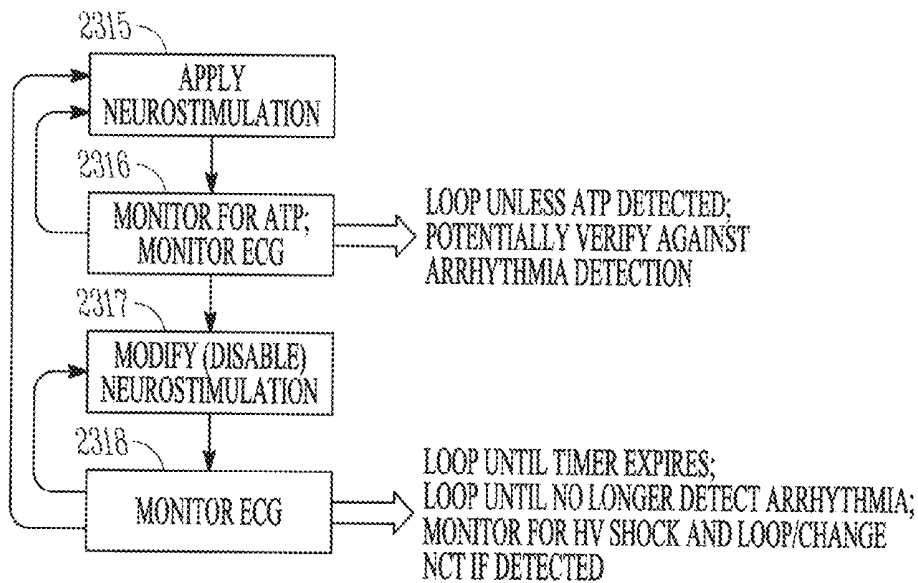 2315
APPLY
NEUROSTIMULATION
2316
MONITOR FOR ATP;
MONITOR ECG
LOOP UNLESS ATP DETECTED;
POTENTIALLY VERIFY AGAINST
ARRHYTHMIA DETECTION
2317
MODIFY (DISABLE)
NEUROSTIMULATION
2318
MONITOR ECG
LOOP UNTIL TIMER EXPIRES;
LOOP UNTIL NO LONGER DETECT ARRHYTHMIA;
MONITOR FOR HV SHOCK AND LOOP/CHANGE
NCT IF DETECTED